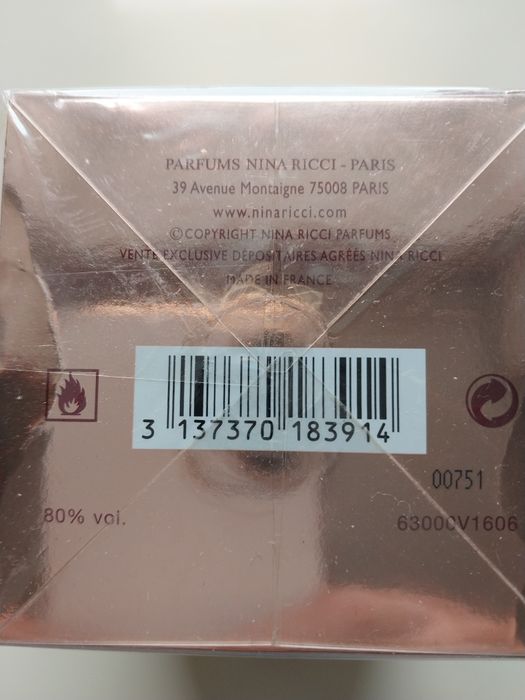 PARFUMS NINA RICCI - PARIS
39 Avenue Montaigne 75008 PARIS
www.ninaricci.com
©COPYRIGHT NINA RICCI PARFUMS
VENTE EXCLUSIVE DÉPOSITAIRES AGRÉÉS NINA RICCI
MADE IN FRANCE
3 137370 183914
00751
80% vol.
63000V1606